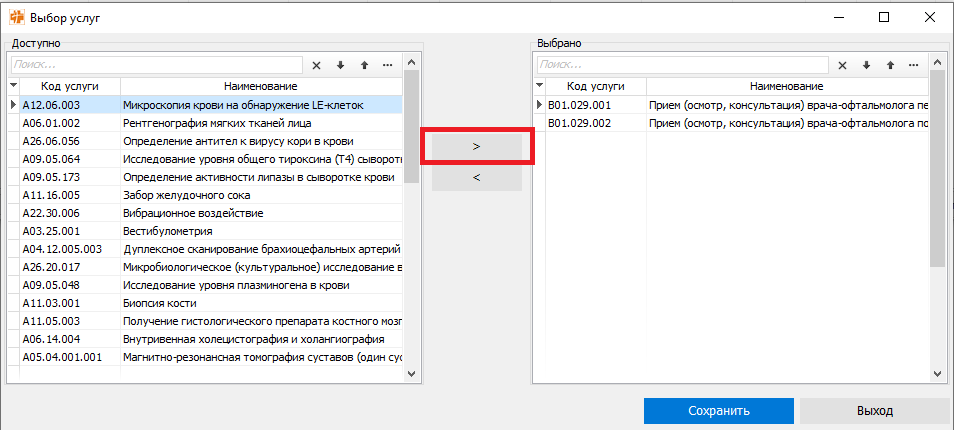 Выбор услуг
Доступно
Поиск...
Код услуги Наименование
A12.06.003 Микроскопия крови на обнаружение LE-клеток
A06.01.002 Рентгенография мягких тканей лица
A26.06.056 Определение антител к вирусу кори в крови
A09.05.064 Исследование уровня общего тироксина (Т4) сыворотк
A09.05.173 Определение активности липазы в сыворотке крови
A11.16.005 Забор желудочного сока
A22.30.006 Вибрационное воздействие
A03.25.001 Вестибулометрия
A04.12.005.003 Дуплексное сканирование брахиоцефальных артерий
A26.20.017 Микробиологическое (культуральное) исследование в
A09.05.048 Исследование уровня плазминогена в крови
A11.03.001 Биопсия кости
A11.05.003 Получение гистологического препарата костного мозг
A06.14.004 Внутривенная холецистография и холангиография
A05.04.001.001 Магнитно-резонансная томография суставов (один сус
>
<
Выбрано
Поиск...
Код услуги Наименование
B01.029.001 Прием (осмотр, консультация) врача-офтальмолога пе
B01.029.002 Прием (осмотр, консультация) врача-офтальмолога по
Сохранить Выход